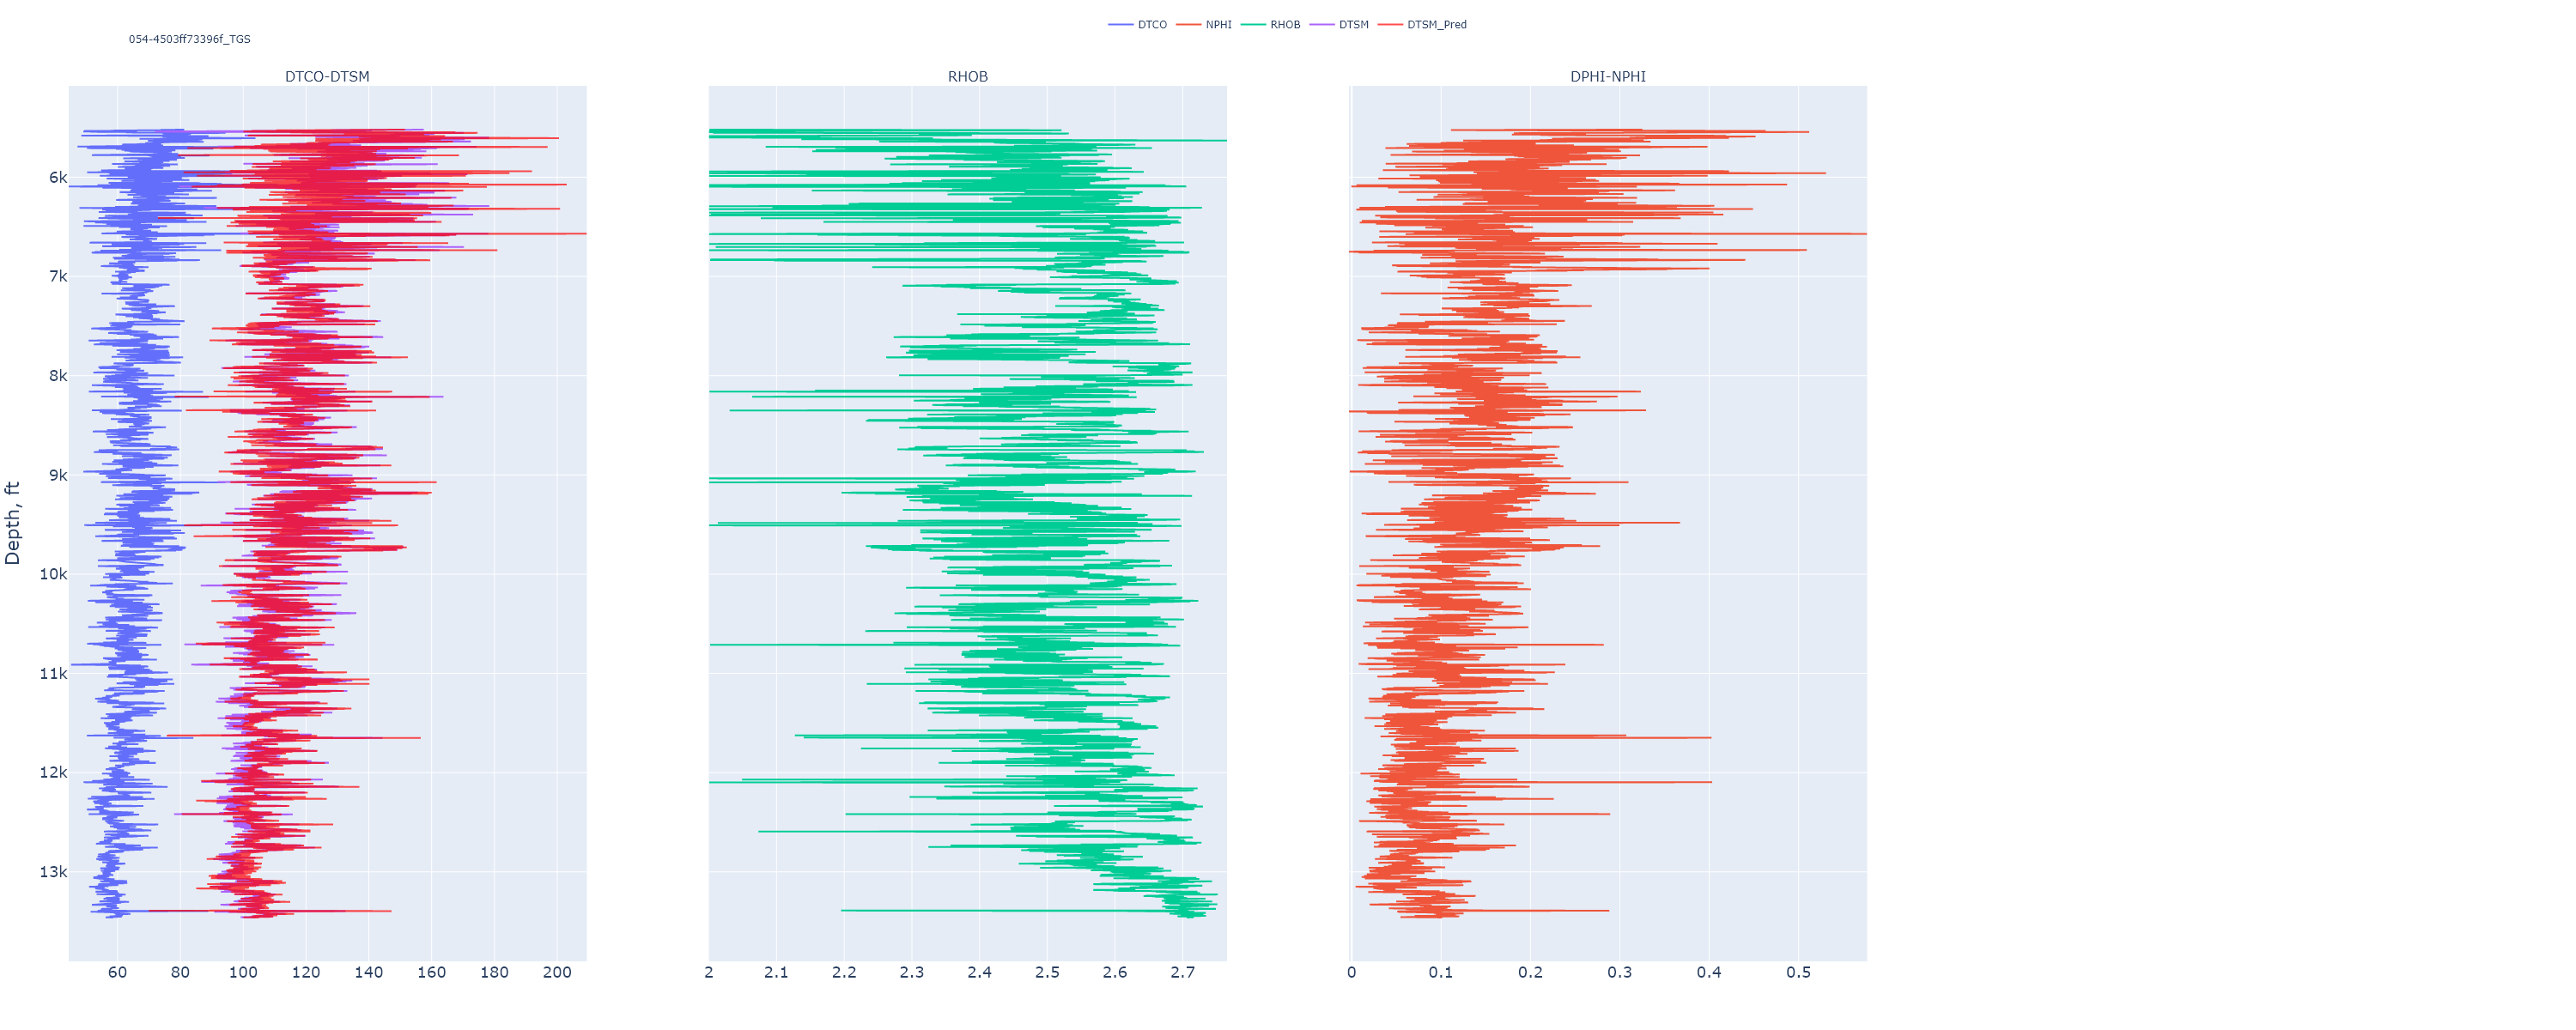 DTCO NPHI RHOB DTSM DTSM_Pred
054-4503ff73396f_TGS
DTCO-DTSM RHOB DPHI-NPHI
Depth, ft
6k
7k
8k
9k
10k
11k
12k
13k
60 80 100 120 140 160 180 200
2 2.1 2.2 2.3 2.4 2.5 2.6 2.7
0 0.1 0.2 0.3 0.4 0.5